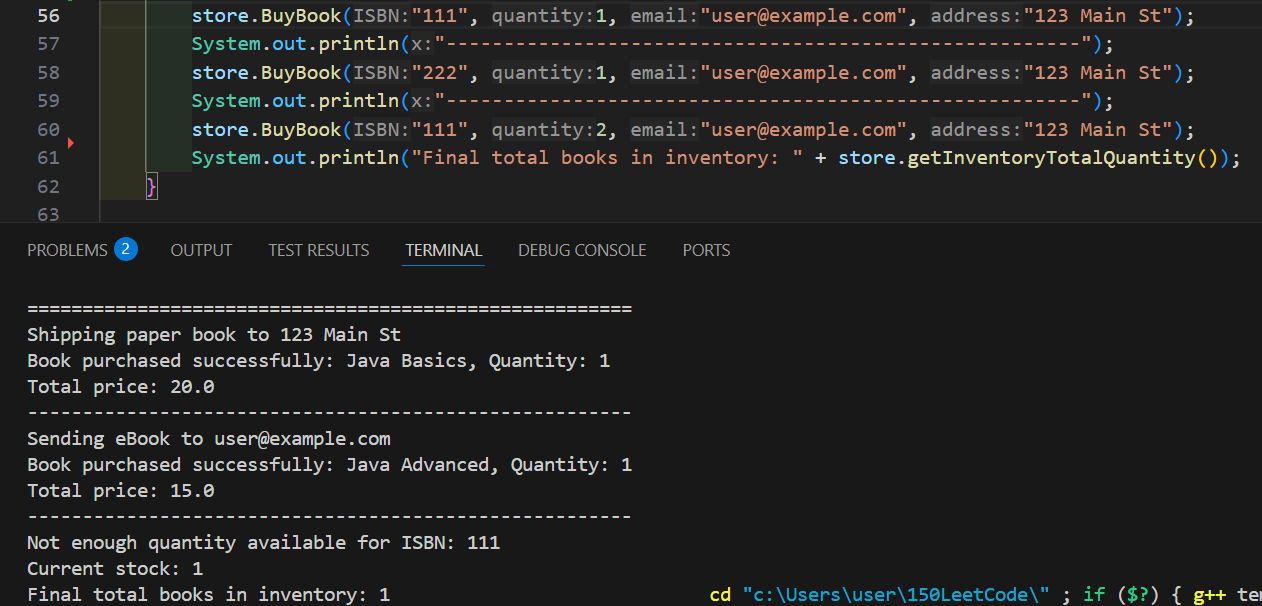 56 store.BuyBook(ISBN:"111", quantity:1, email:"user@example.com", address:"123 Main St");
57 System.out.println(x:"-------------------------------------------------------");
58 store.BuyBook(ISBN:"222", quantity:1, email:"user@example.com", address:"123 Main St");
59 System.out.println(x:"-------------------------------------------------------");
60 store.BuyBook(ISBN:"111", quantity:2, email:"user@example.com", address:"123 Main St");
61 System.out.println("Final total books in inventory: " + store.getInventoryTotalQuantity());
62 }
63
PROBLEMS 2 OUTPUT TEST RESULTS TERMINAL DEBUG CONSOLE PORTS
=======================================================
Shipping paper book to 123 Main St
Book purchased successfully: Java Basics, Quantity: 1
Total price: 20.0
-------------------------------------------------------
Sending eBook to user@example.com
Book purchased successfully: Java Advanced, Quantity: 1
Total price: 15.0
-------------------------------------------------------
Not enough quantity available for ISBN: 111
Current stock: 1
Final total books in inventory: 1 cd "c:\Users\user\150LeetCode\" ; if ($?) { g++ te